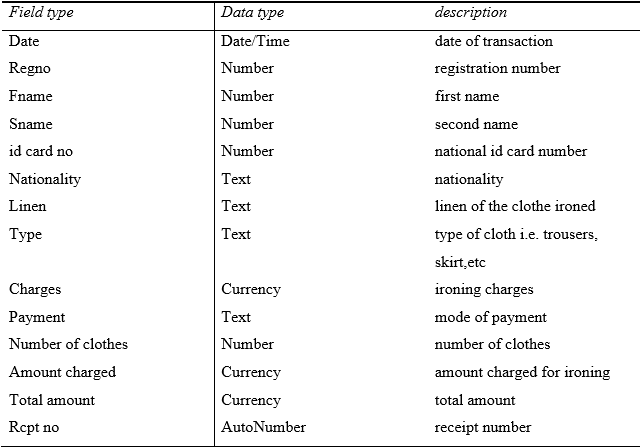 Field type Data type description
Date Date/Time date of transaction
Regno Number registration number
Fname Number first name
Sname Number second name
id card no Number national id card number
Nationality Text nationality
Linen Text linen of the clothe ironed
Type Text type of cloth i.e. trousers,
skirt,etc
Charges Currency ironing charges
Payment Text mode of payment
Number of clothes Number number of clothes
Amount charged Currency amount charged for ironing
Total amount Currency total amount
Rcpt no AutoNumber receipt number